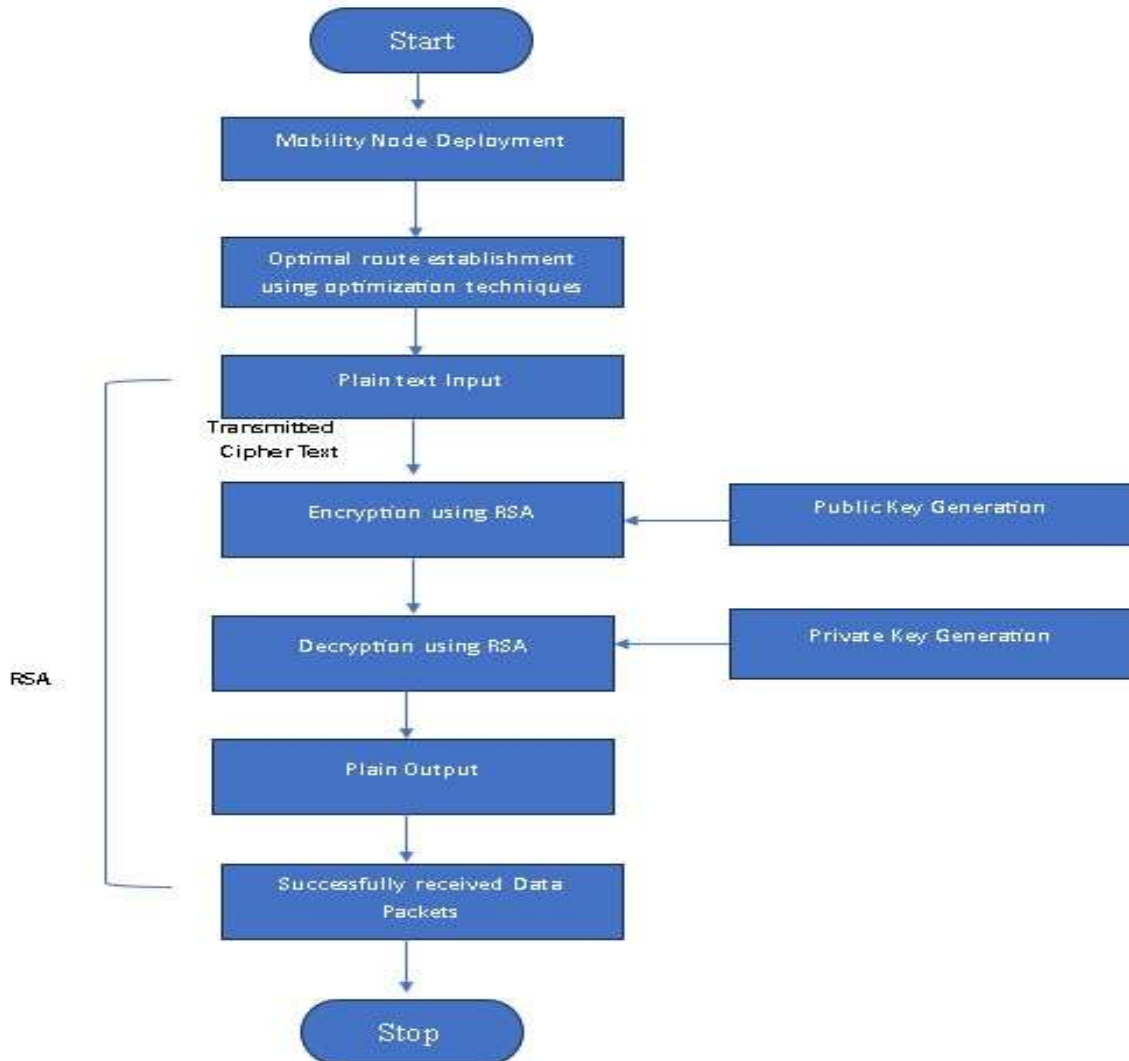 Start
Mobility Node Deployment
Optimal route establishment
using optimization techniques
Plain text Input
Transmitted
Cipher Text
Encryption using RSA
Public Key Generation
Decryption using RSA
Private Key Generation
RSA
Plain Output
Successfully received Data
Packets
Stop